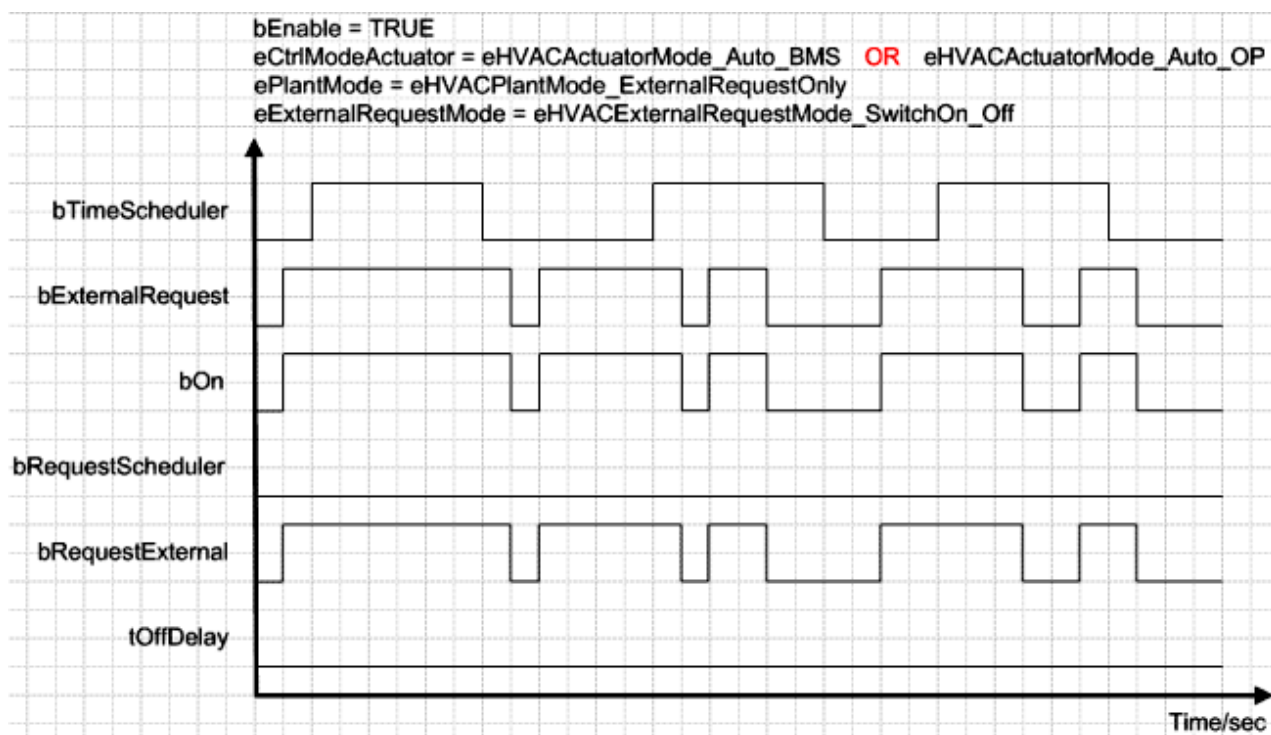 bEnable = TRUE
eCtrlModeActuator = eHVACActuatorMode_Auto_BMS OR eHVACActuatorMode_Auto_OP
ePlantMode = eHVACPlantMode_ExternalRequestOnly
eExternalRequestMode = eHVACExternalRequestMode_SwitchOn_Off
bTimeScheduler
bExternalRequest
bOn
bRequestScheduler
bRequestExternal
tOffDelay
Time/sec